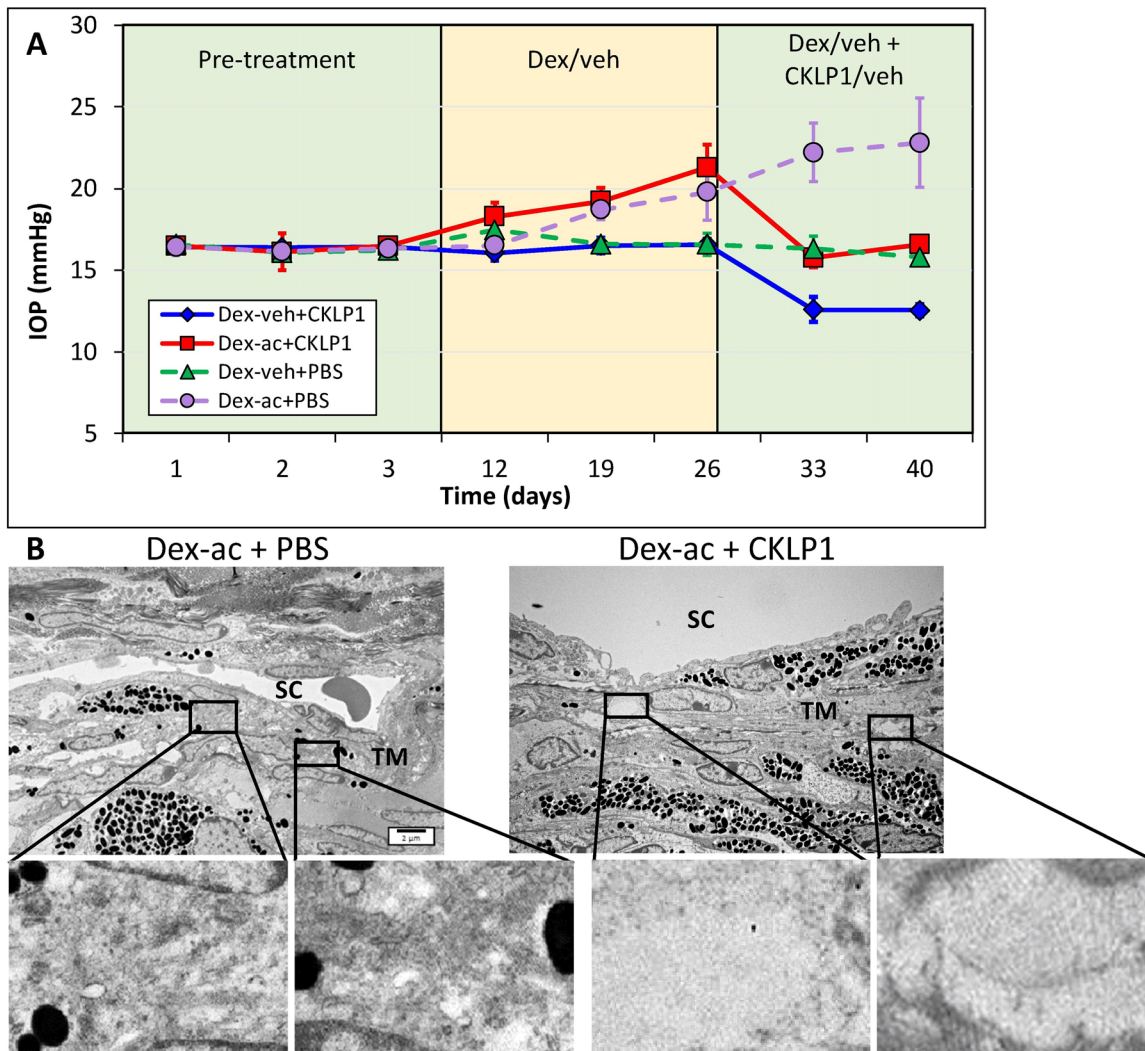 A
Pre-treatment
Dex/veh
Dex/veh +
CKLP1/veh
30
25
20
15
10
5
IOP (mmHg)
Dex-veh+CKLP1
Dex-ac+CKLP1
Dex-veh+PBS
Dex-ac+PBS
1 2 3 12 19 26 33 40
Time (days)
B
Dex-ac + PBS
Dex-ac + CKLP1
SC
TM
2 µm
SC
TM